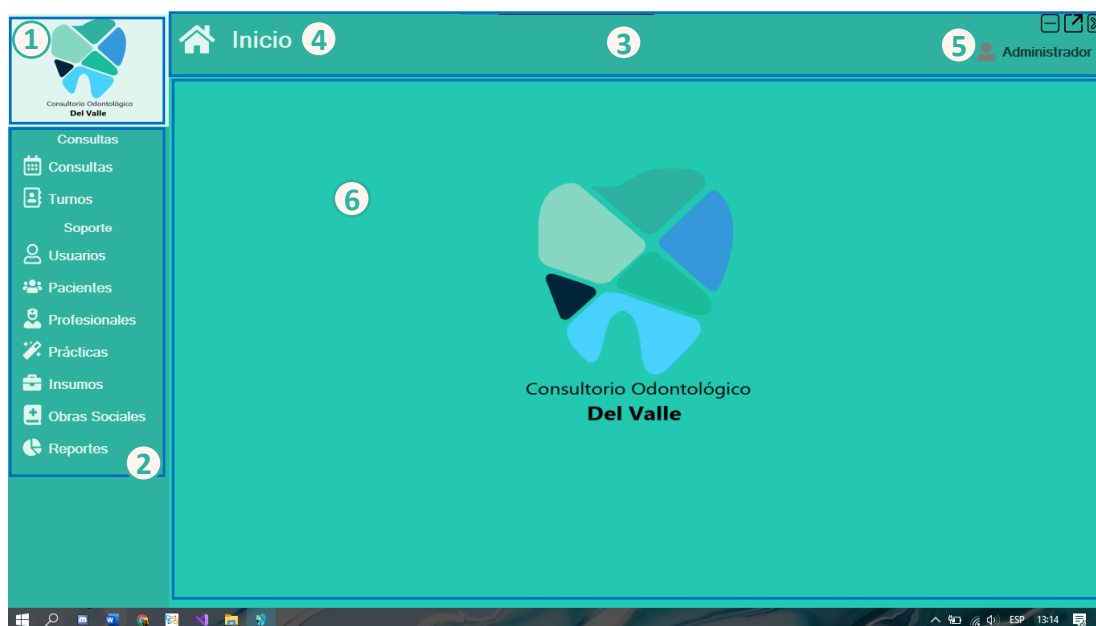 1
Consultorio Odontológico
Del Valle
Inicio
4
3
5
Administrador
Consultas
Consultas
Turnos
Soporte
Usuarios
Pacientes
Profesionales
Prácticas
Insumos
Obras Sociales
Reportes
2
6
Consultorio Odontológico
Del Valle
ESP
13:14